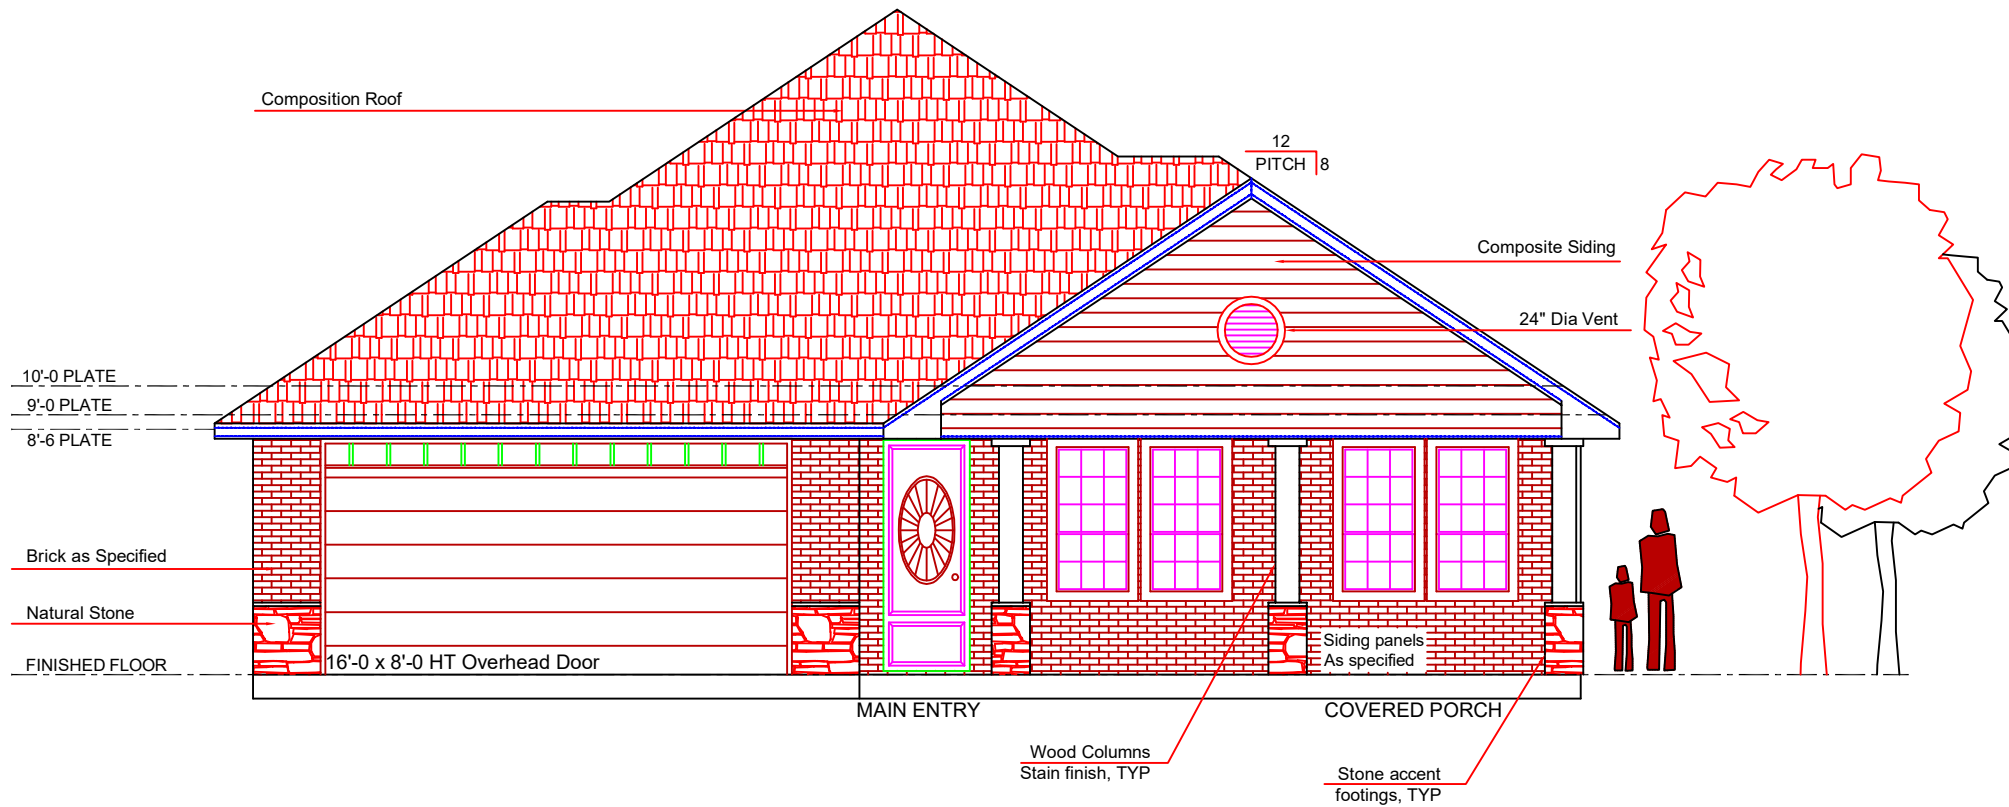 Composition Roof
12
PITCH 8
Composite Siding
24" Dia Vent
10'-0 PLATE
9'-0 PLATE
8'-6 PLATE
Brick as Specified
Natural Stone
FINISHED FLOOR
16'-0 x 8'-0 HT Overhead Door
Siding panels
As specified
MAIN ENTRY
COVERED PORCH
Wood Columns
Stain finish, TYP
Stone accent
footings, TYP